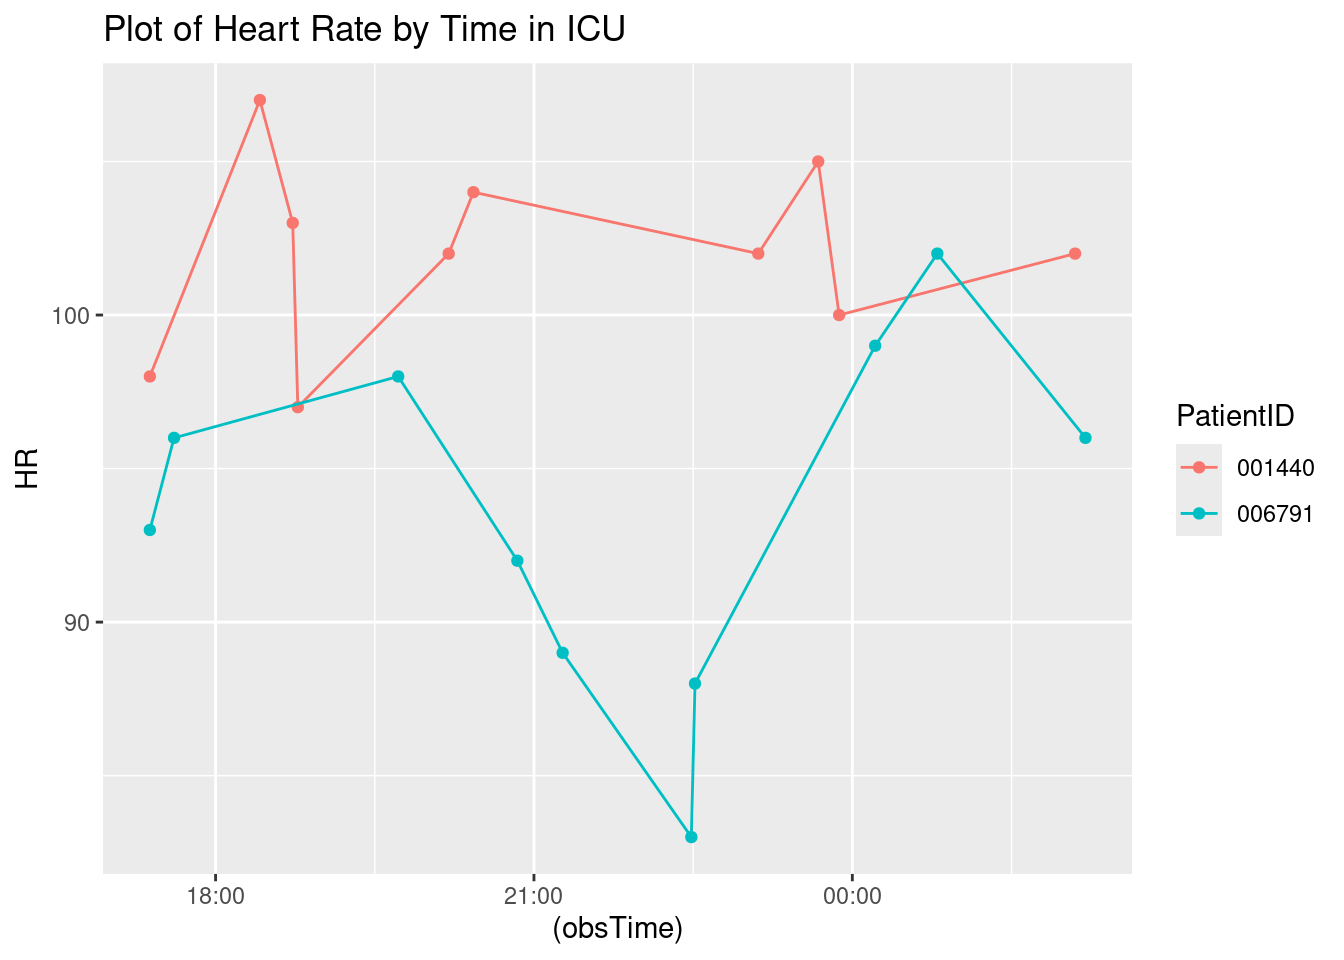 Plot of Heart Rate by Time in ICU
HR
100
90
18:00
21:00
00:00
(obsTime)
PatientID
001440
006791